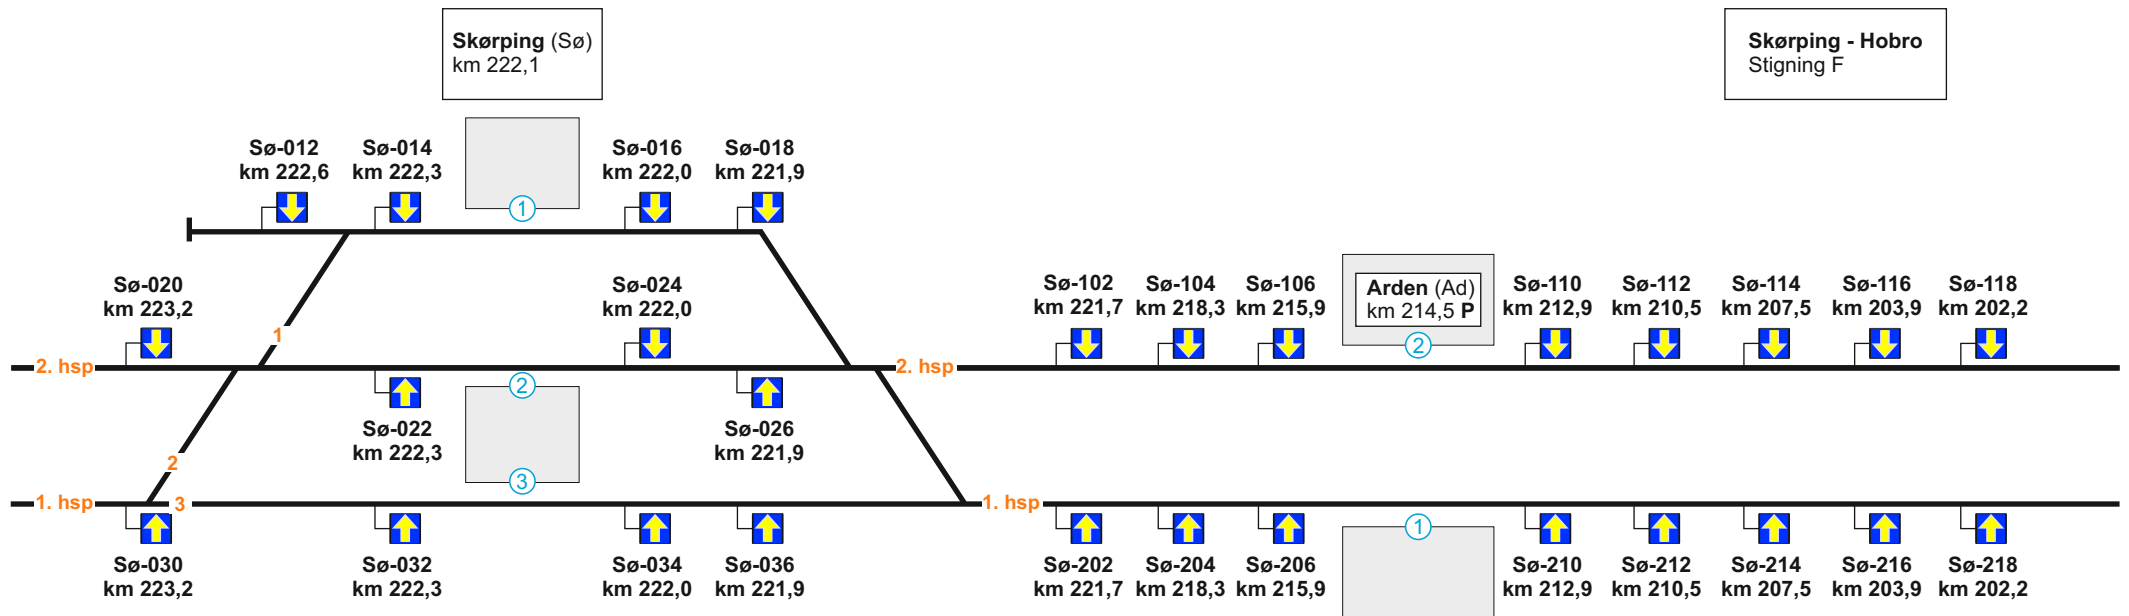 Skørping (Sø)
km 222,1
Skørping - Hobro
Stigning F
Sø-012
km 222,6
Sø-014
km 222,3
Sø-016
km 222,0
Sø-018
km 221,9
1
Sø-020
km 223,2
Sø-024
km 222,0
Sø-102
km 221,7
Sø-104
km 218,3
Sø-106
km 215,9
Arden (Ad)
km 214,5 P
2
Sø-110
km 212,9
Sø-112
km 210,5
Sø-114
km 207,5
Sø-116
km 203,9
Sø-118
km 202,2
1
2. hsp
2. hsp
2
Sø-022
km 222,3
Sø-026
km 221,9
2
3
1. hsp
3
1. hsp
1
Sø-030
km 223,2
Sø-032
km 222,3
Sø-034
km 222,0
Sø-036
km 221,9
Sø-202
km 221,7
Sø-204
km 218,3
Sø-206
km 215,9
Sø-210
km 212,9
Sø-212
km 210,5
Sø-214
km 207,5
Sø-216
km 203,9
Sø-218
km 202,2